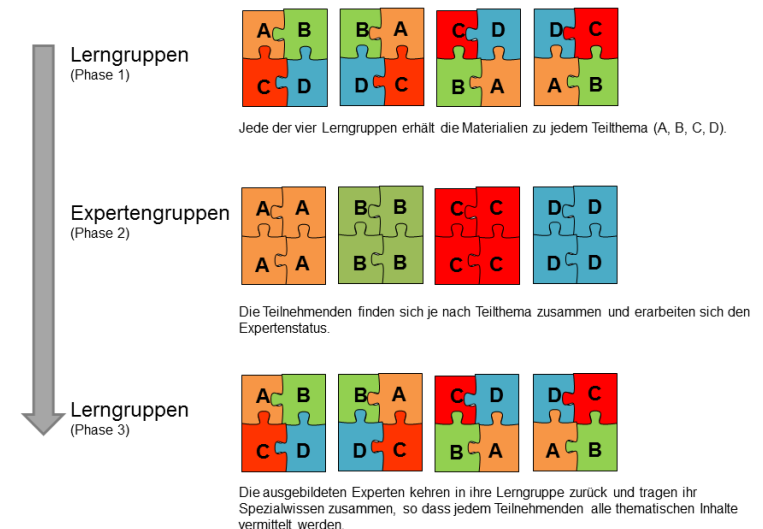 A B B A C D D C
Lerngruppen
(Phase 1)
C D D C B A A B
Jede der vier Lerngruppen erhält die Materialien zu jedem Teilthema (A, B, C, D).
A A B B C C D D
Expertengruppen
(Phase 2)
A A B B C C D D
Die Teilnehmenden finden sich je nach Teilthema zusammen und erarbeiten sich den
Expertenstatus.
A B B A C D D C
Lerngruppen
(Phase 3)
C D D C B A A B
Die ausgebildeten Experten kehren in ihre Lerngruppe zurück und tragen ihr
Spezialwissen zusammen, so dass jedem Teilnehmenden alle thematischen Inhalte
vermittelt werden.